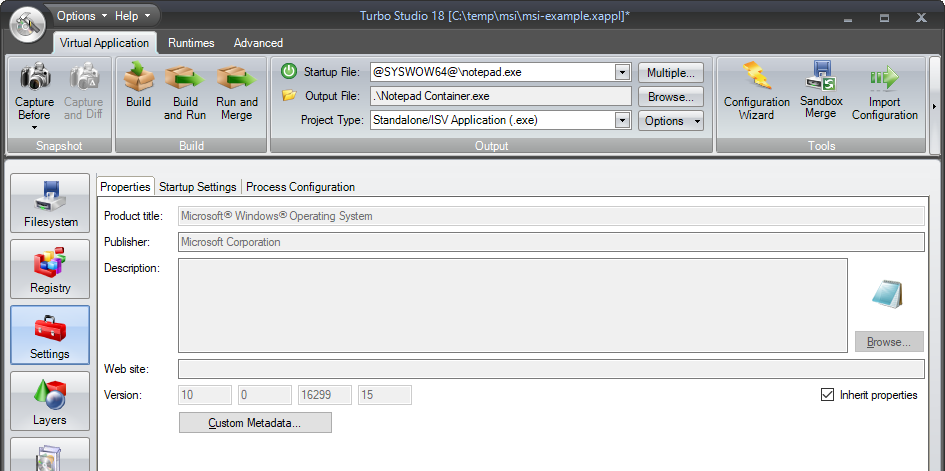 Options Help Turbo Studio 18 [C:\temp\msi\msi-example.xappl]*
Virtual Application Runtimes Advanced
Startup File: @SYSWOW64@\notepad.exe Multiple...
Output File: .\Notepad Container.exe Browse...
Project Type: Standalone/ISV Application (.exe) Options
Capture Before
Capture and Diff
Build
Build and Run
Run and Merge
Configuration Wizard
Sandbox Merge
Import Configuration
Snapshot Build Output Tools
Filesystem
Registry
Settings
Layers
Properties Startup Settings Process Configuration
Product title: Microsoft® Windows® Operating System
Publisher: Microsoft Corporation
Description:
Browse...
Web site:
Version: 10 0 16299 15 Inherit properties
Custom Metadata...